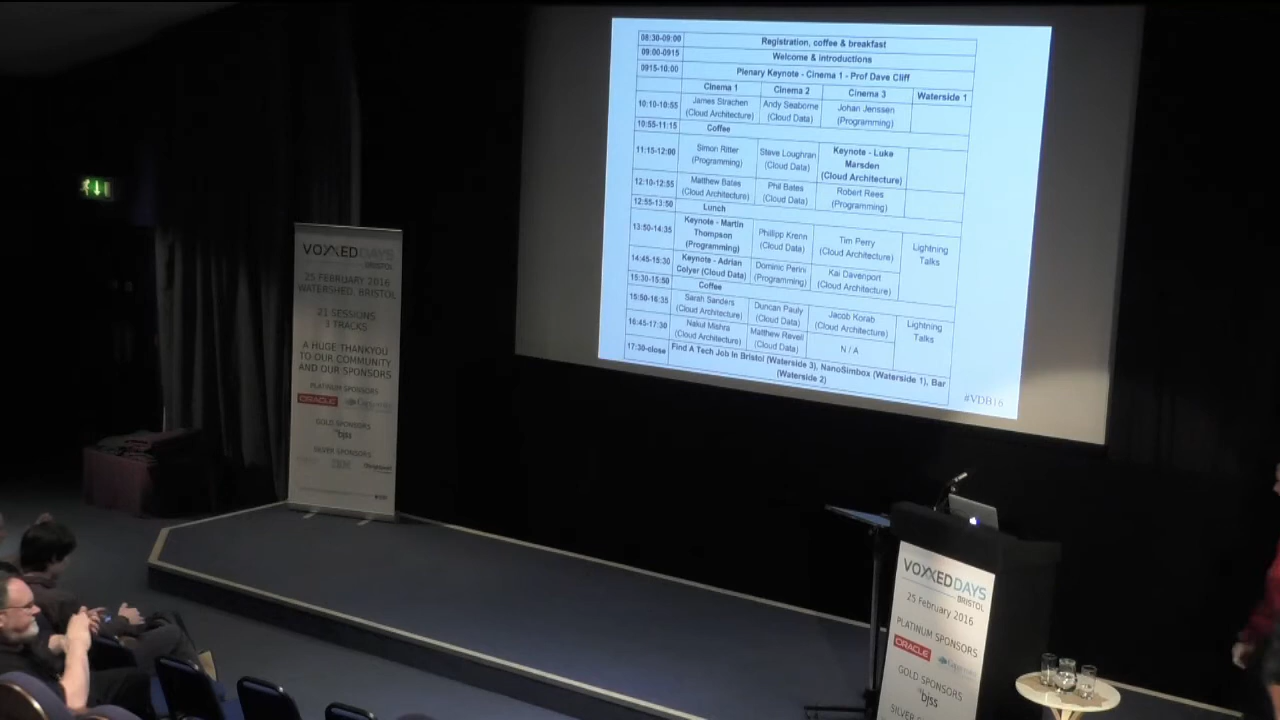 08:30-09:00 Registration, coffee & breakfast
09:00-0915 Welcome & introductions
0915-10:00 Plenary Keynote - Cinema 1 - Prof Dave Cliff
Cinema 1 Cinema 2 Cinema 3 Waterside 1
10:10-10:55 James Strachen Andy Seaborne Johan Jenssen
(Cloud Architecture) (Cloud Data) (Programming)
10:55-11:15 Coffee
11:15-12:00 Simon Ritter Steve Loughran Keynote - Luke
(Programming) (Cloud Data) Marsden
(Cloud Architecture)
12:10-12:55 Matthew Bates Phil Bates Robert Rees
(Cloud Architecture) (Cloud Data) (Programming)
12:55-13:50 Lunch
13:50-14:35 Keynote - Martin Phillipp Krenn Tim Perry Lightning
Thompson (Cloud Data) (Cloud Architecture) Talks
(Programming)
14:45-15:30 Keynote - Adrian Dominic Perini Kai Davenport
Colyer (Cloud Data) (Programming) (Cloud Architecture)
15:30-15:50 Coffee
15:50-16:35 Sarah Sanders Duncan Pauly Jacob Korab Lightning
(Cloud Architecture) (Cloud Data) (Cloud Architecture) Talks
16:45-17:30 Nakul Mishra Matthew Revell N / A
(Cloud Architecture) (Cloud Data)
17:30-close Find A Tech Job In Bristol (Waterside 3), NanoSimbox (Waterside 1), Bar
(Waterside 2)
#VDB16
VOXXEDDAYS
BRISTOL
25 FEBRUARY 2016
WATERSHED, BRISTOL
21 SESSIONS
3 TRACKS
A HUGE THANKYOU
TO OUR COMMUNITY
AND OUR SPONSORS
PLATINUM SPONSORS
ORACLE
GOLD SPONSORS
bjss
SILVER SPONSORS
IBM
VOXXEDDAYS
BRISTOL
25 February 2016
PLATINUM SPONSORS
ORACLE
GOLD SPONSORS
bjss
SILVER